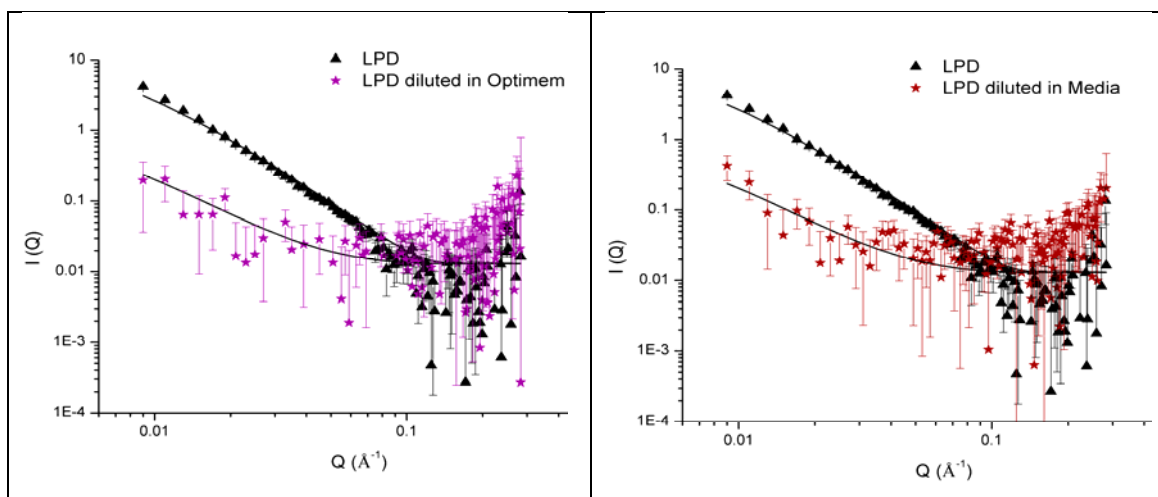 LPD
LPD diluted in Optimem
10
1
0.1
0.01
1E-3
1E-4
I (Q)
0.01
0.1
Q (Å⁻¹)
LPD
LPD diluted in Media
10
1
0.1
0.01
1E-3
1E-4
I (Q)
0.01
0.1
Q (Å⁻¹)